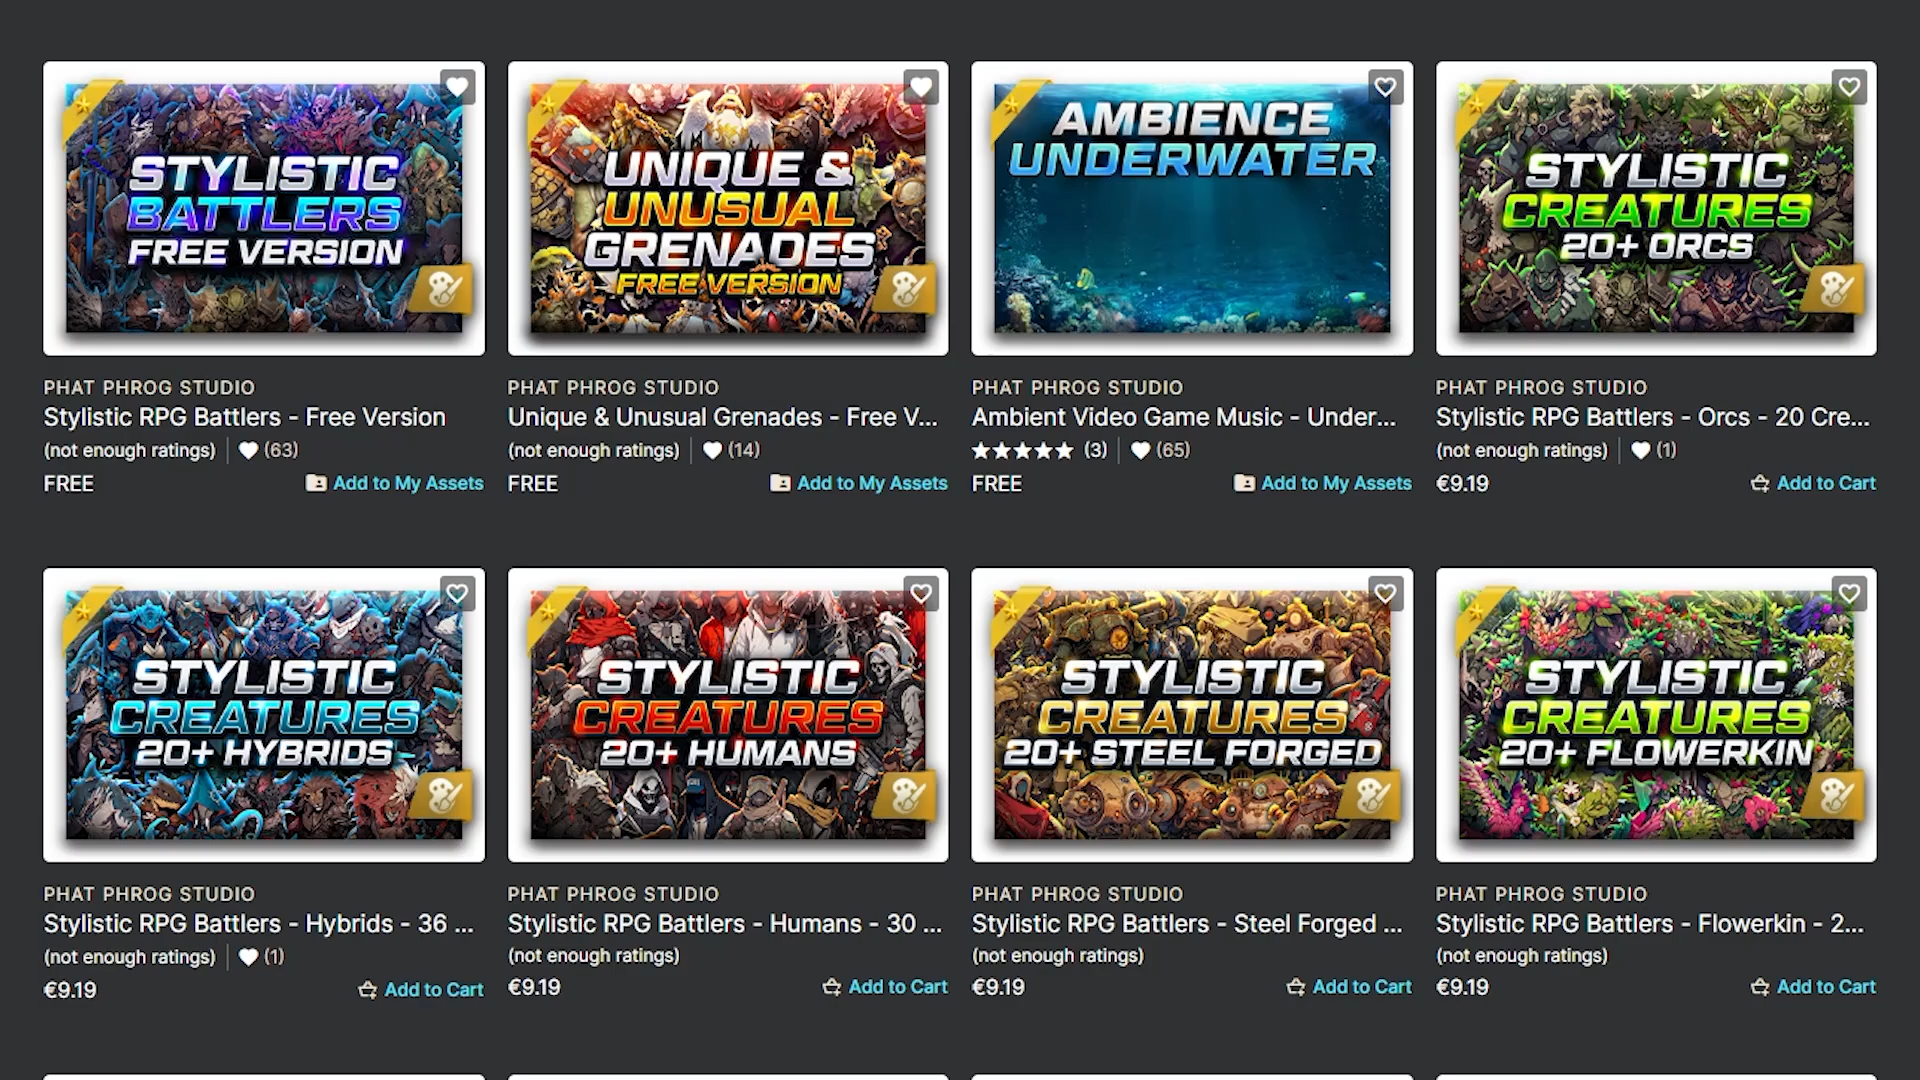 STYLISTIC
BATTLERS
FREE VERSION
PHAT PHROG STUDIO
Stylistic RPG Battlers - Free Version
(not enough ratings) (63)
FREE Add to My Assets
UNIQUE &
UNUSUAL
GRENADES
FREE VERSION
PHAT PHROG STUDIO
Unique & Unusual Grenades - Free V...
(not enough ratings) (14)
FREE Add to My Assets
AMBIENCE
UNDERWATER
PHAT PHROG STUDIO
Ambient Video Game Music - Under...
(3) (65)
FREE Add to My Assets
STYLISTIC
CREATURES
20+ ORCS
PHAT PHROG STUDIO
Stylistic RPG Battlers - Orcs - 20 Cre...
(not enough ratings) (1)
€9.19 Add to Cart
STYLISTIC
CREATURES
20+ HYBRIDS
PHAT PHROG STUDIO
Stylistic RPG Battlers - Hybrids - 36 ...
(not enough ratings) (1)
€9.19 Add to Cart
STYLISTIC
CREATURES
20+ HUMANS
PHAT PHROG STUDIO
Stylistic RPG Battlers - Humans - 30 ...
(not enough ratings)
€9.19 Add to Cart
STYLISTIC
CREATURES
20+ STEEL FORGED
PHAT PHROG STUDIO
Stylistic RPG Battlers - Steel Forged ...
(not enough ratings)
€9.19 Add to Cart
STYLISTIC
CREATURES
20+ FLOWERKIN
PHAT PHROG STUDIO
Stylistic RPG Battlers - Flowerkin - 2...
(not enough ratings)
€9.19 Add to Cart